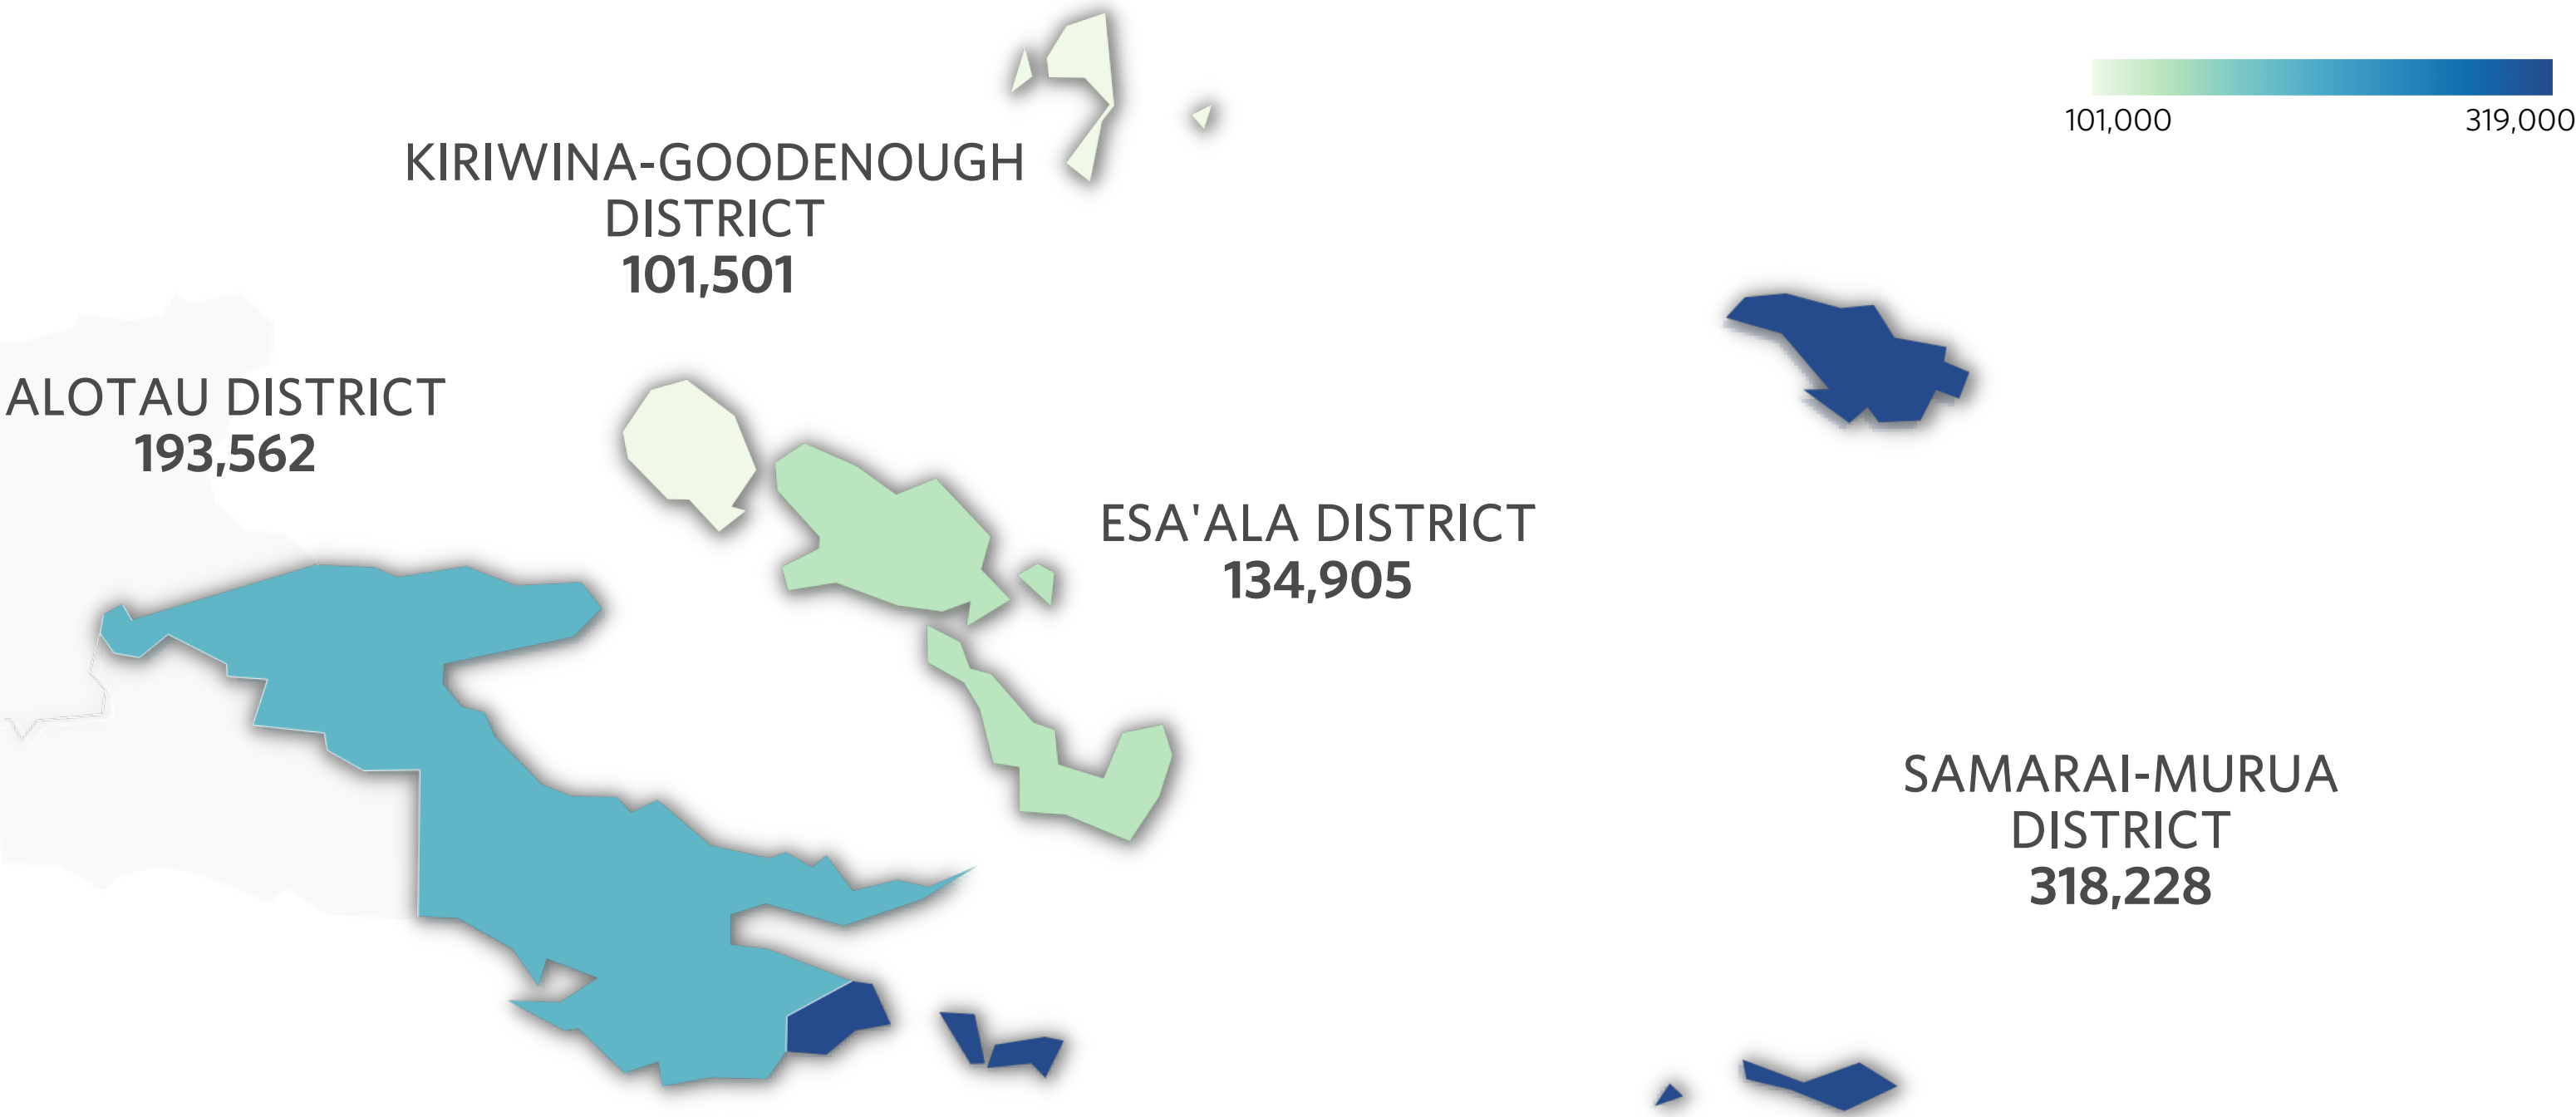 101,000
319,000
KIRIWINA-GOODENOUGH
DISTRICT
101,501
ALOTAU DISTRICT
193,562
ESA'ALA DISTRICT
134,905
SAMARAI-MURUA
DISTRICT
318,228